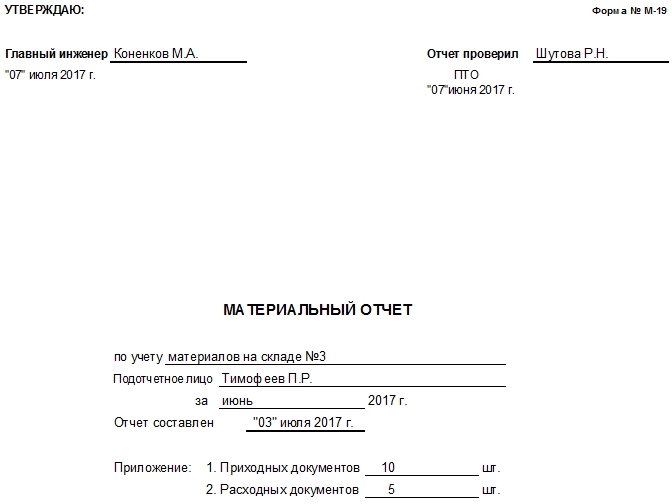 УТВЕРЖДАЮ: Форма № М-19
Главный инженер Коненков М.А. Отчет проверил Шутова Р.Н.
"07" июля 2017 г. ПТО
"07"июня 2017 г.
МАТЕРИАЛЬНЫЙ ОТЧЕТ
по учету материалов на складе №3
Подотчетное лицо Тимофеев П.Р.
за июнь 2017 г.
Отчет составлен "03" июля 2017 г.
Приложение: 1. Приходных документов 10 шт.
2. Расходных документов 5 шт.